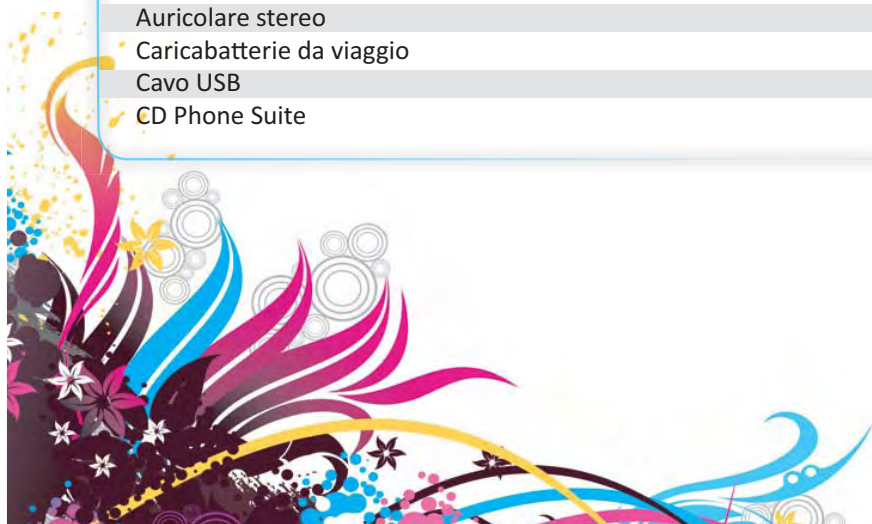 Auricolare stereo
Caricabatterie da viaggio
Cavo USB
CD Phone Suite